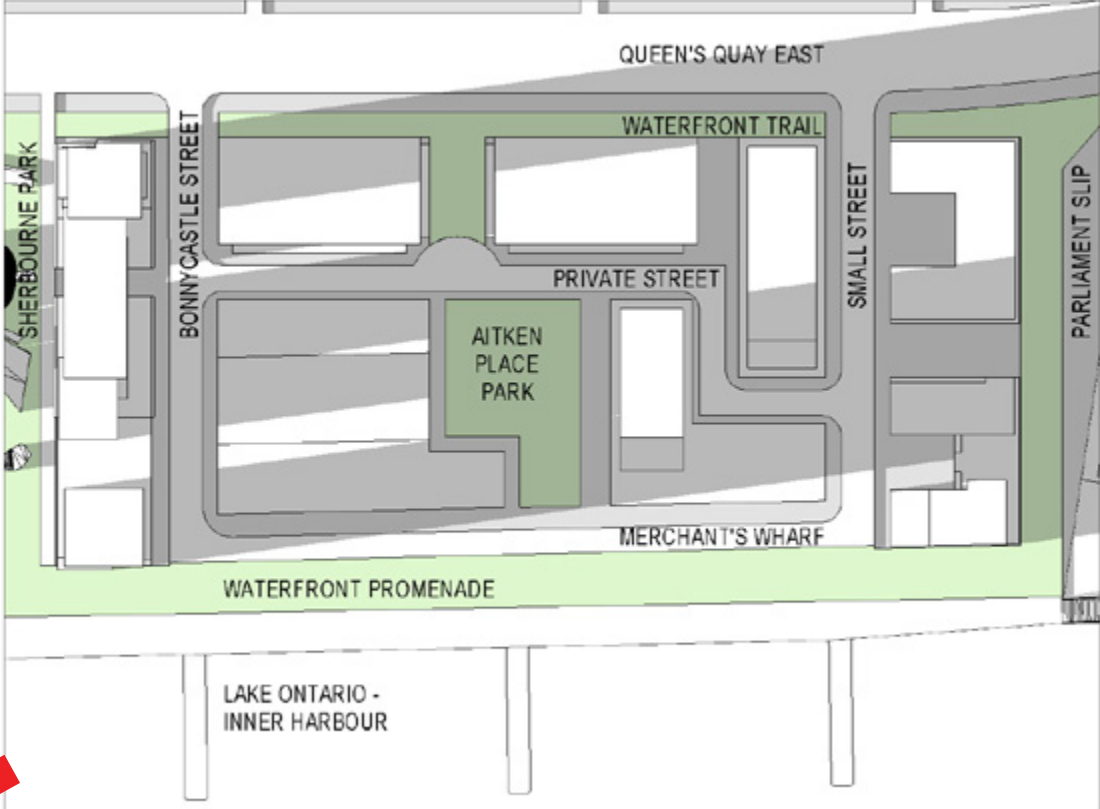 QUEEN'S QUAY EAST
WATERFRONT TRAIL
SHERBOURNE PARK
BONNYCASTLE STREET
SMALL STREET
PARLIAMENT SLIP
PRIVATE STREET
AITKEN
PLACE
PARK
MERCHANT'S WHARF
WATERFRONT PROMENADE
LAKE ONTARIO -
INNER HARBOUR